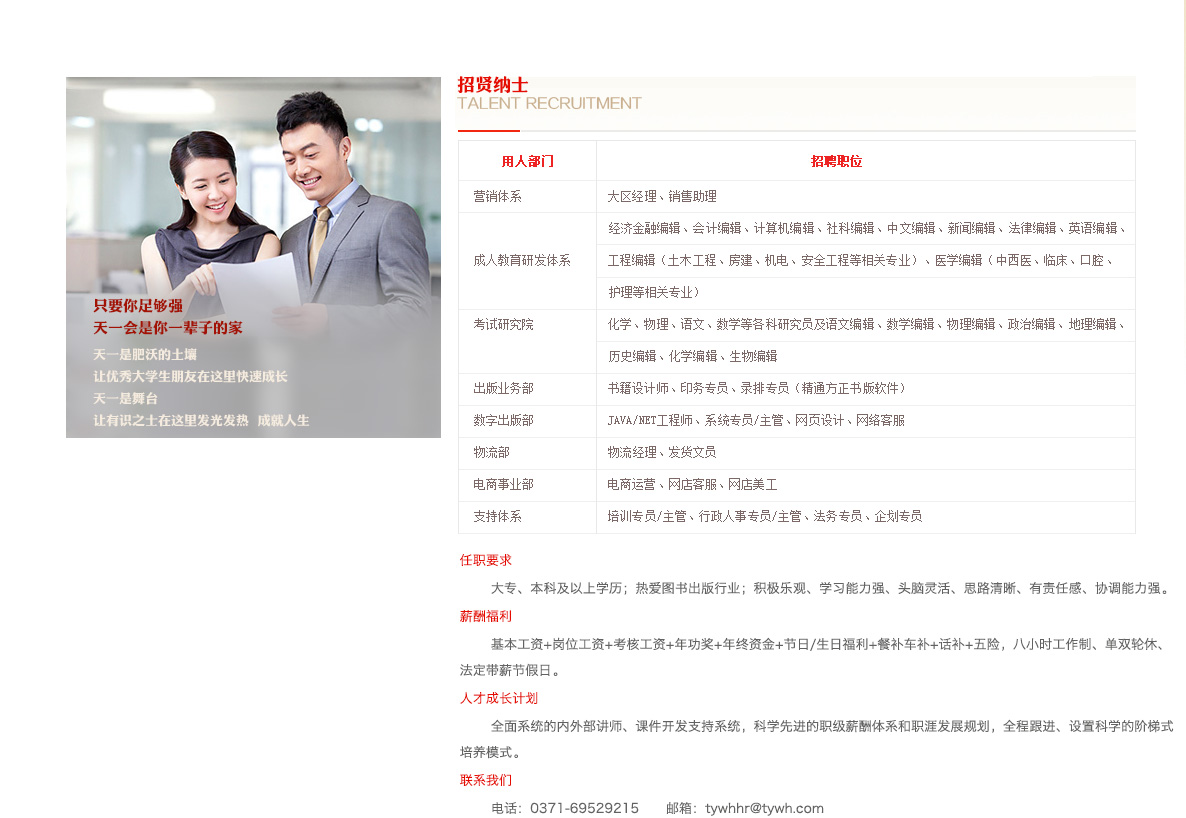 招贤纳士
TALENT RECRUITMENT
只要你足够强
天一会是你一辈子的家
天一是肥沃的土壤
让优秀大学生朋友在这里快速成长
天一是舞台
让有识之士在这里发光发热 成就人生
用人部门 招聘职位
营销体系 大区经理、销售助理
成人教育研发体系 经济金融编辑、会计编辑、计算机编辑、社科编辑、中文编辑、新闻编辑、法律编辑、英语编辑、
工程编辑（土木工程、房建、机电、安全工程等相关专业）、医学编辑（中西医、临床、口腔、
护理等相关专业）
考试研究院 化学、物理、语文、数学等各科研究员及语文编辑、数学编辑、物理编辑、政治编辑、地理编辑、
历史编辑、化学编辑、生物编辑
出版业务部 书籍设计师、印务专员、录排专员（精通方正书版软件）
数字出版部 JAVA/NET工程师、系统专员/主管、网页设计、网络客服
物流部 物流经理、发货文员
电商事业部 电商运营、网店客服、网店美工
支持体系 培训专员/主管、行政人事专员/主管、法务专员、企划专员
任职要求
大专、本科及以上学历；热爱图书出版行业；积极乐观、学习能力强、头脑灵活、思路清晰、有责任感、协调能力强。
薪酬福利
基本工资+岗位工资+考核工资+年功奖+年终资金+节日/生日福利+餐补车补+话补+五险，八小时工作制、单双轮休、
法定带薪节假日。
人才成长计划
全面系统的内外部讲师、课件开发支持系统，科学先进的职级薪酬体系和职涯发展规划，全程跟进、设置科学的阶梯式
培养模式。
联系我们
电话：0371-69529215 邮箱：tywhhr@tywh.com